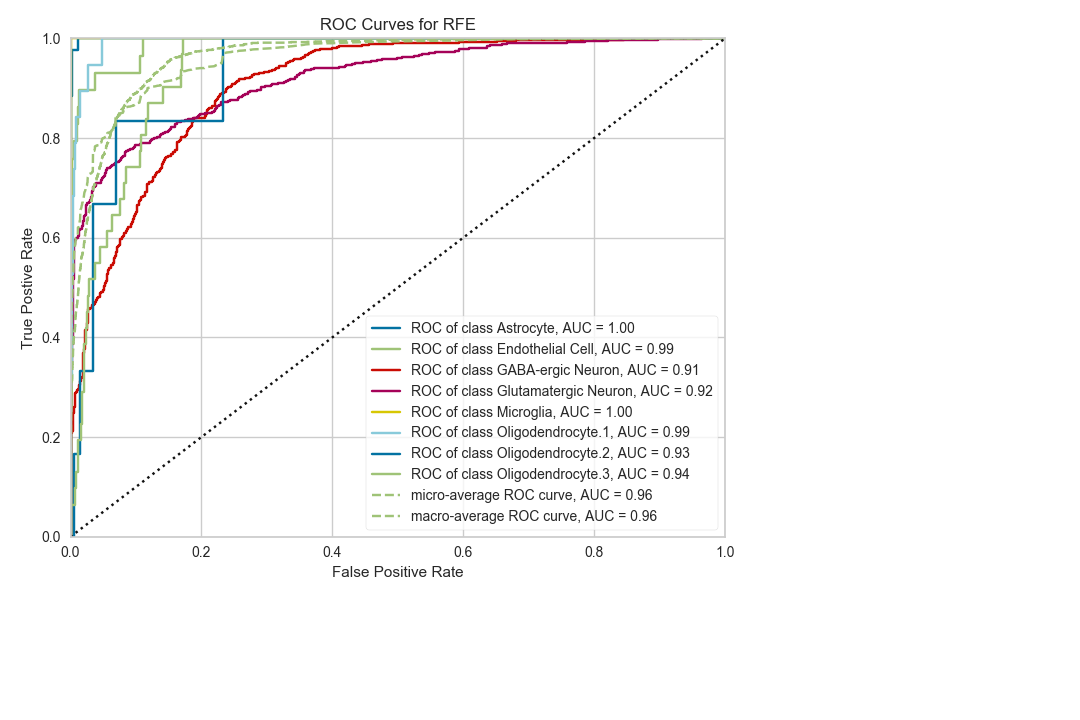 ROC Curves for RFE
1.0
0.8
0.6
0.4
0.2
0.0
True Postive Rate
ROC of class Astrocyte, AUC = 1.00
ROC of class Endothelial Cell, AUC = 0.99
ROC of class GABA-ergic Neuron, AUC = 0.91
ROC of class Glutamatergic Neuron, AUC = 0.92
ROC of class Microglia, AUC = 1.00
ROC of class Oligodendrocyte.1, AUC = 0.99
ROC of class Oligodendrocyte.2, AUC = 0.93
ROC of class Oligodendrocyte.3, AUC = 0.94
micro-average ROC curve, AUC = 0.96
macro-average ROC curve, AUC = 0.96
0.0 0.2 0.4 0.6 0.8 1.0
False Positive Rate